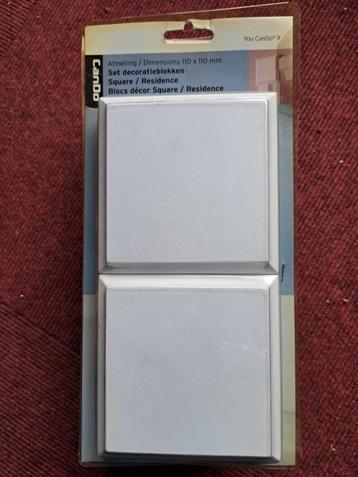 You CanDo® it
CanDo
Afmeting / Dimensions 110 x 110 mm
Set decoratieblokken
Square / Residence
Blocs décor Square / Residence